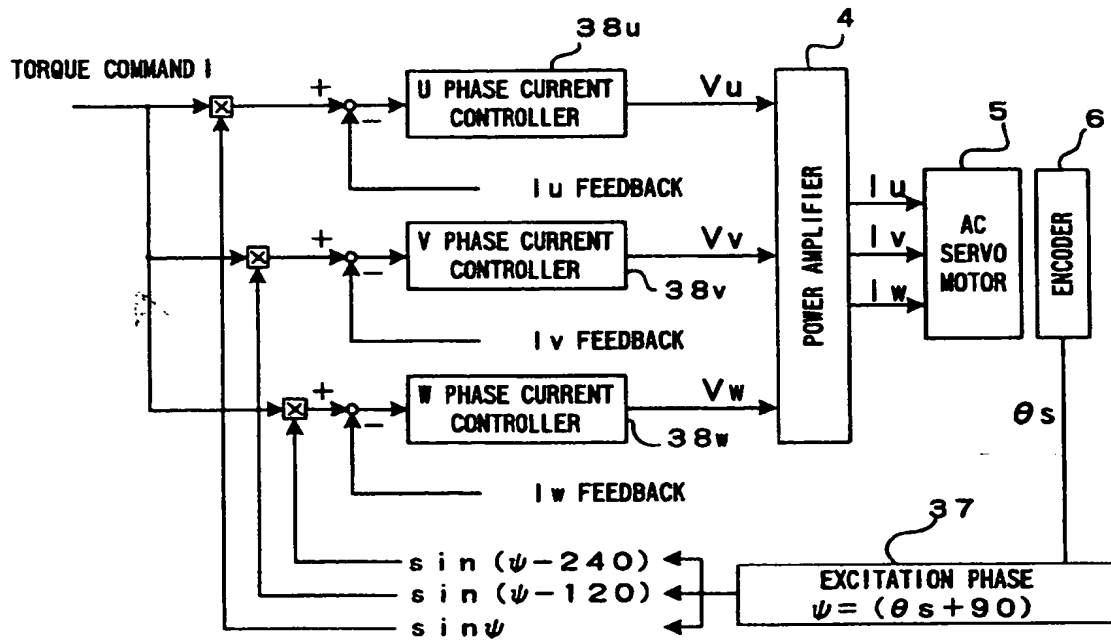 TORQUE COMMAND I
38u
4
5
6
+
−
U PHASE CURRENT
CONTROLLER
Vu
Iu FEEDBACK
+
−
V PHASE CURRENT
CONTROLLER
Vv
38v
Iv FEEDBACK
+
−
W PHASE CURRENT
CONTROLLER
Vw
38w
Iw FEEDBACK
POWER AMPLIFIER
Iu
Iv
Iw
AC
SERVO
MOTOR
ENCODER
θs
37
sin (ψ−240)
sin (ψ−120)
sinψ
EXCITATION PHASE
ψ= (θs+90)